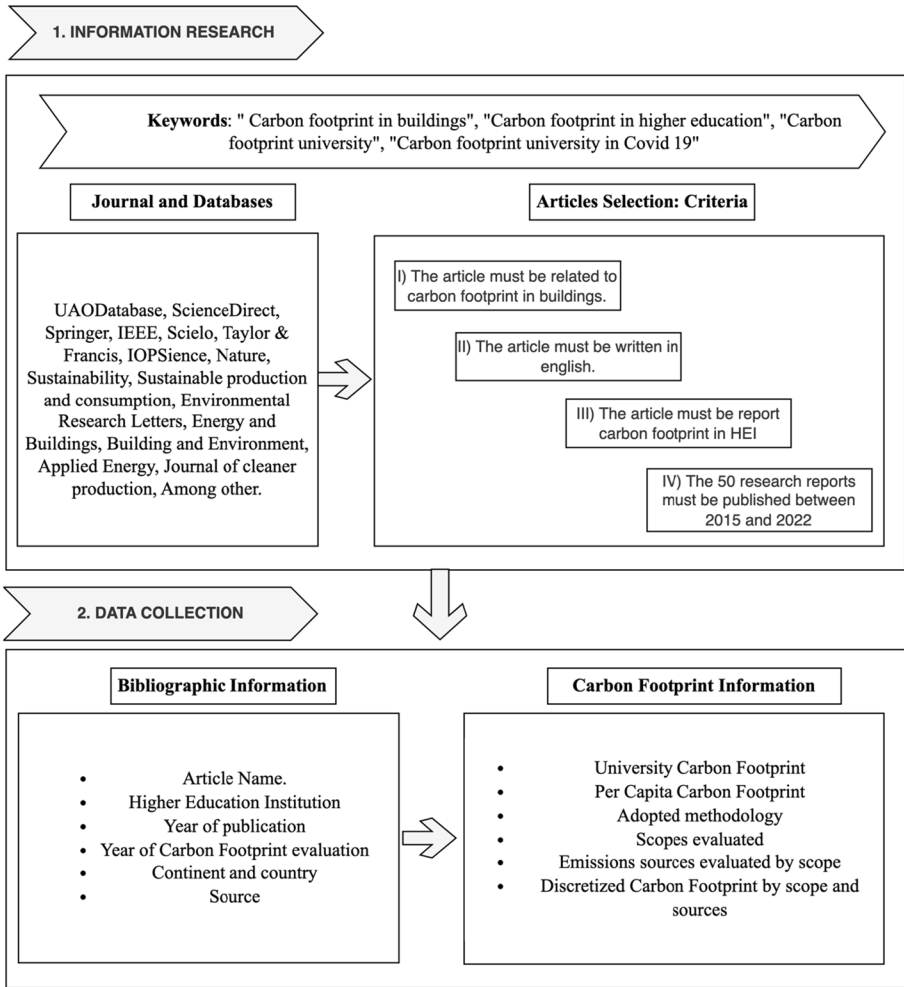 1. INFORMATION RESEARCH
Keywords: " Carbon footprint in buildings", "Carbon footprint in higher education", "Carbon
footprint university", "Carbon footprint university in Covid 19"
Journal and Databases
UAODatabase, ScienceDirect,
Springer, IEEE, Scielo, Taylor &
Francis, IOPSience, Nature,
Sustainability, Sustainable production
and consumption, Environmental
Research Letters, Energy and
Buildings, Building and Environment,
Applied Energy, Journal of cleaner
production, Among other.
Articles Selection: Criteria
I) The article must be related to
carbon footprint in buildings.
II) The article must be written in
english.
III) The article must be report
carbon footprint in HEI
IV) The 50 research reports
must be published between
2015 and 2022
2. DATA COLLECTION
Bibliographic Information
• Article Name.
• Higher Education Institution
• Year of publication
• Year of Carbon Footprint evaluation
• Continent and country
• Source
Carbon Footprint Information
• University Carbon Footprint
• Per Capita Carbon Footprint
• Adopted methodology
• Scopes evaluated
• Emissions sources evaluated by scope
• Discretized Carbon Footprint by scope and
sources